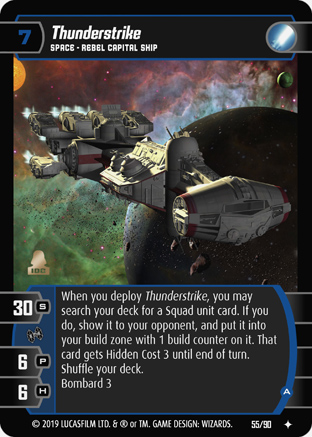 7
Thunderstrike
SPACE • REBEL CAPITAL SHIP
IDC
30 S
6 P
6 H
When you deploy Thunderstrike, you may
search your deck for a Squad unit card. If you
do, show it to your opponent, and put it into
your build zone with 1 build counter on it. That
card gets Hidden Cost 3 until end of turn.
Shuffle your deck.
Bombard 3
A
© 2019 LUCASFILM LTD. & ® or TM. GAME DESIGN: WIZARDS.
55/90